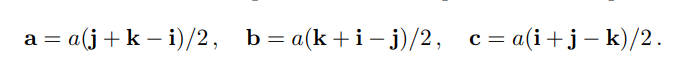 a = a(j + k − i)/2, b = a(k + i − j)/2, c = a(i + j − k)/2.